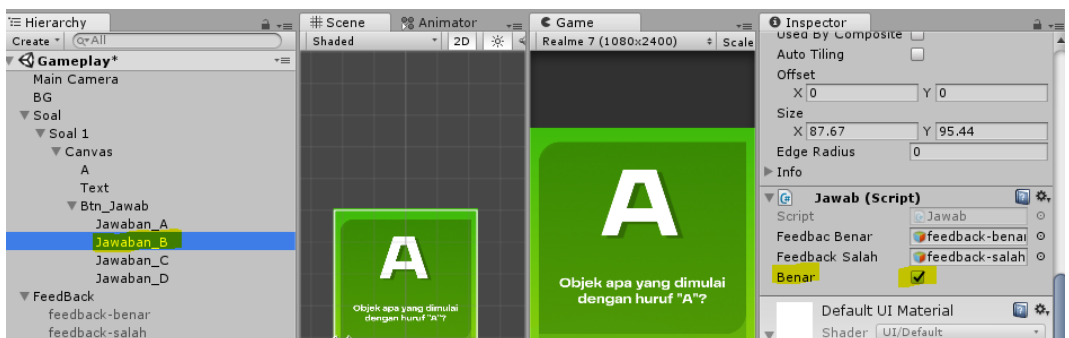 Hierarchy
Create
All
Gameplay*
Main Camera
BG
Soal
Soal 1
Canvas
A
Text
Btn_Jawab
Jawaban_A
Jawaban_B
Jawaban_C
Jawaban_D
FeedBack
feedback-benar
feedback-salah
Scene
Animator
Shaded
2D
A
Objek apa yang dimulai
dengan huruf "A"?
Game
Realme 7 (1080x2400)
Scale
A
Objek apa yang dimulai
dengan huruf "A"?
Inspector
Used By Composite
Auto Tiling
Offset
X 0 Y 0
Size
X 87.67 Y 95.44
Edge Radius 0
Info
Jawab (Script)
Script Jawab
Feedbac Benar feedback-benar
Feedback Salah feedback-salah
Benar
Default UI Material
Shader UI/Default